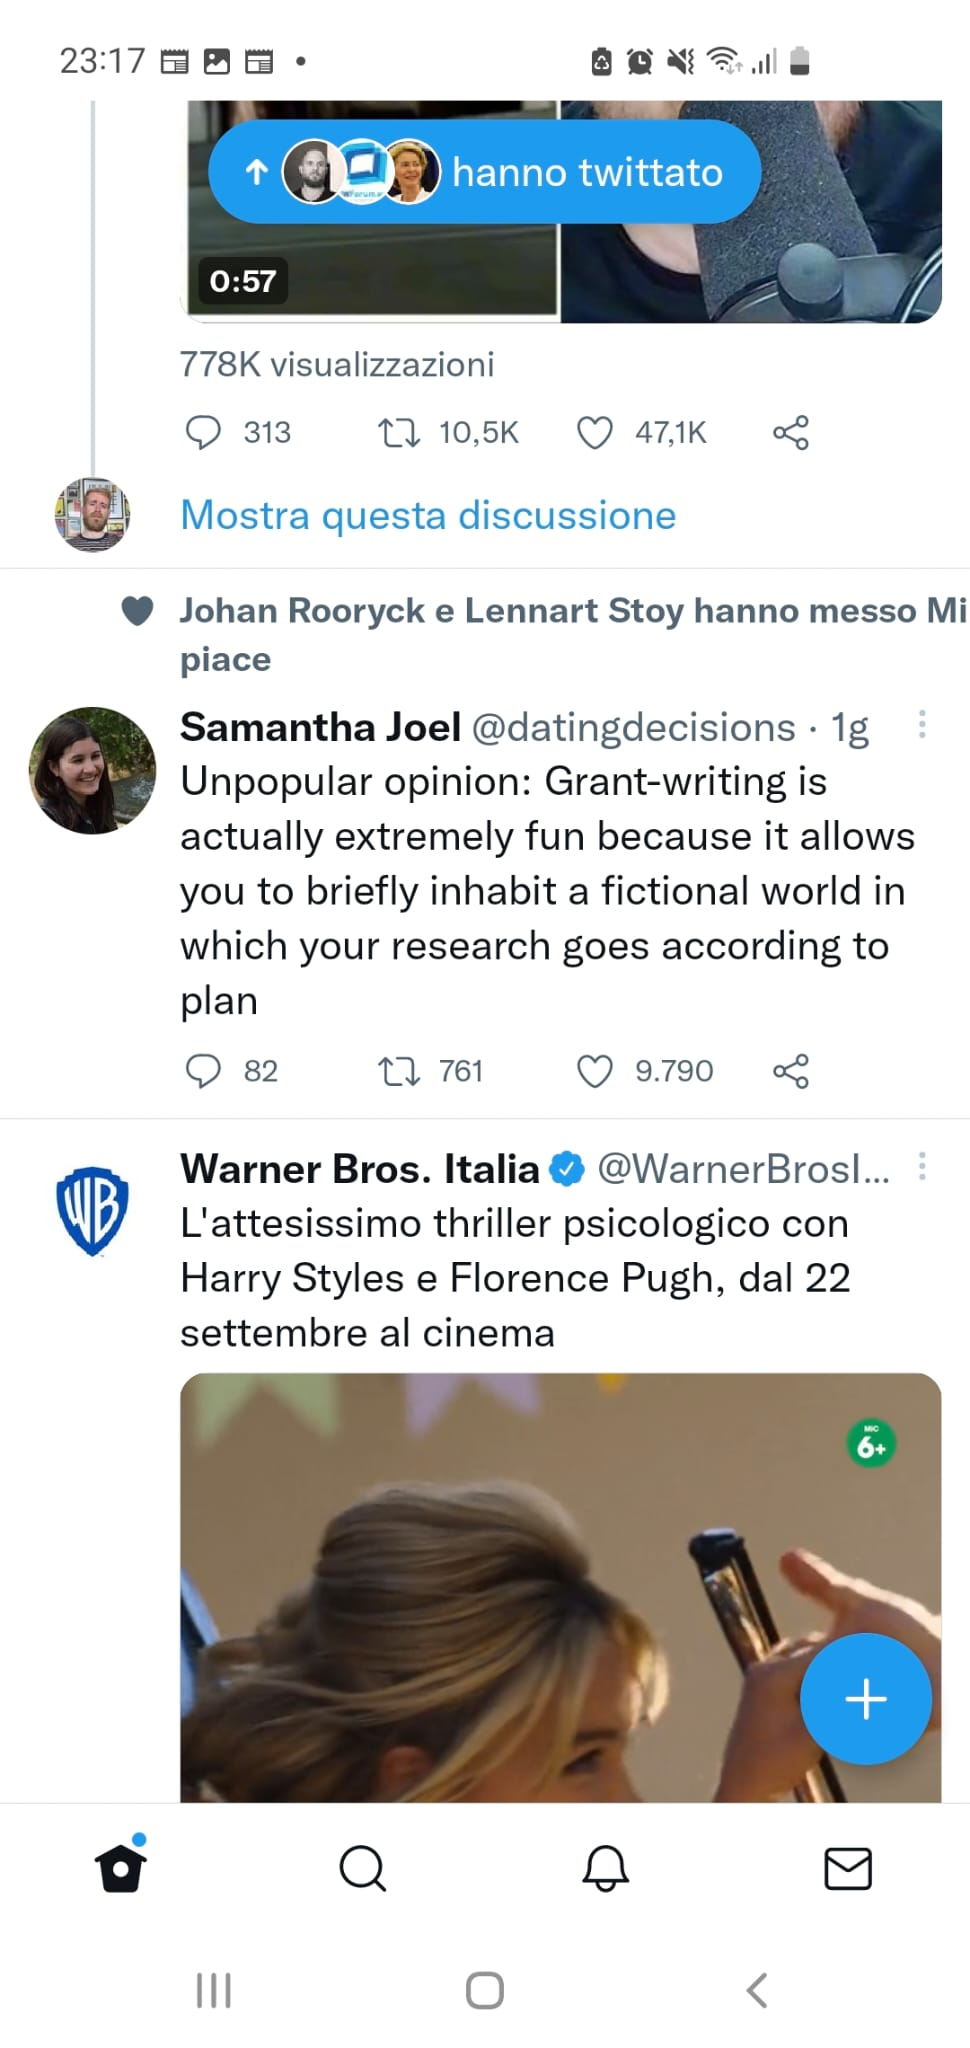 23:17
hanno twittato
0:57
778K visualizzazioni
313 10,5K 47,1K
Mostra questa discussione
Johan Rooryck e Lennart Stoy hanno messo Mi
piace
Samantha Joel @datingdecisions · 1g
Unpopular opinion: Grant-writing is
actually extremely fun because it allows
you to briefly inhabit a fictional world in
which your research goes according to
plan
82 761 9.790
Warner Bros. Italia @WarnerBrosI...
L'attesissimo thriller psicologico con
Harry Styles e Florence Pugh, dal 22
settembre al cinema
MiC
6+